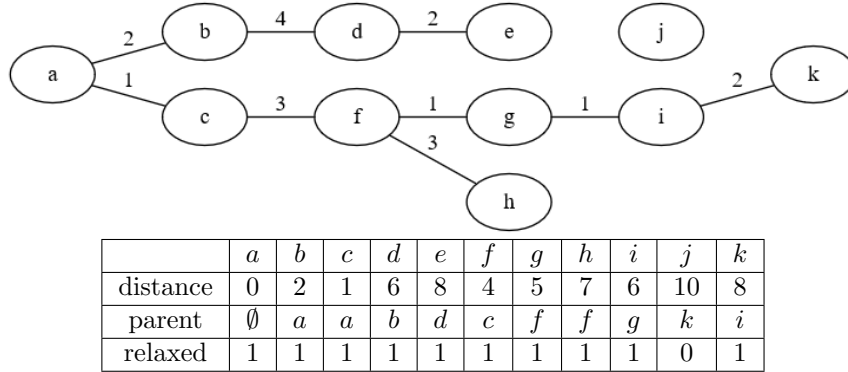 2 b 4 d 2 e j
a 1 c 3 f 1 g 1 i 2 k
3
h
a b c d e f g h i j k
distance 0 2 1 6 8 4 5 7 6 10 8
parent ∅ a a b d c f f g k i
relaxed 1 1 1 1 1 1 1 1 1 0 1